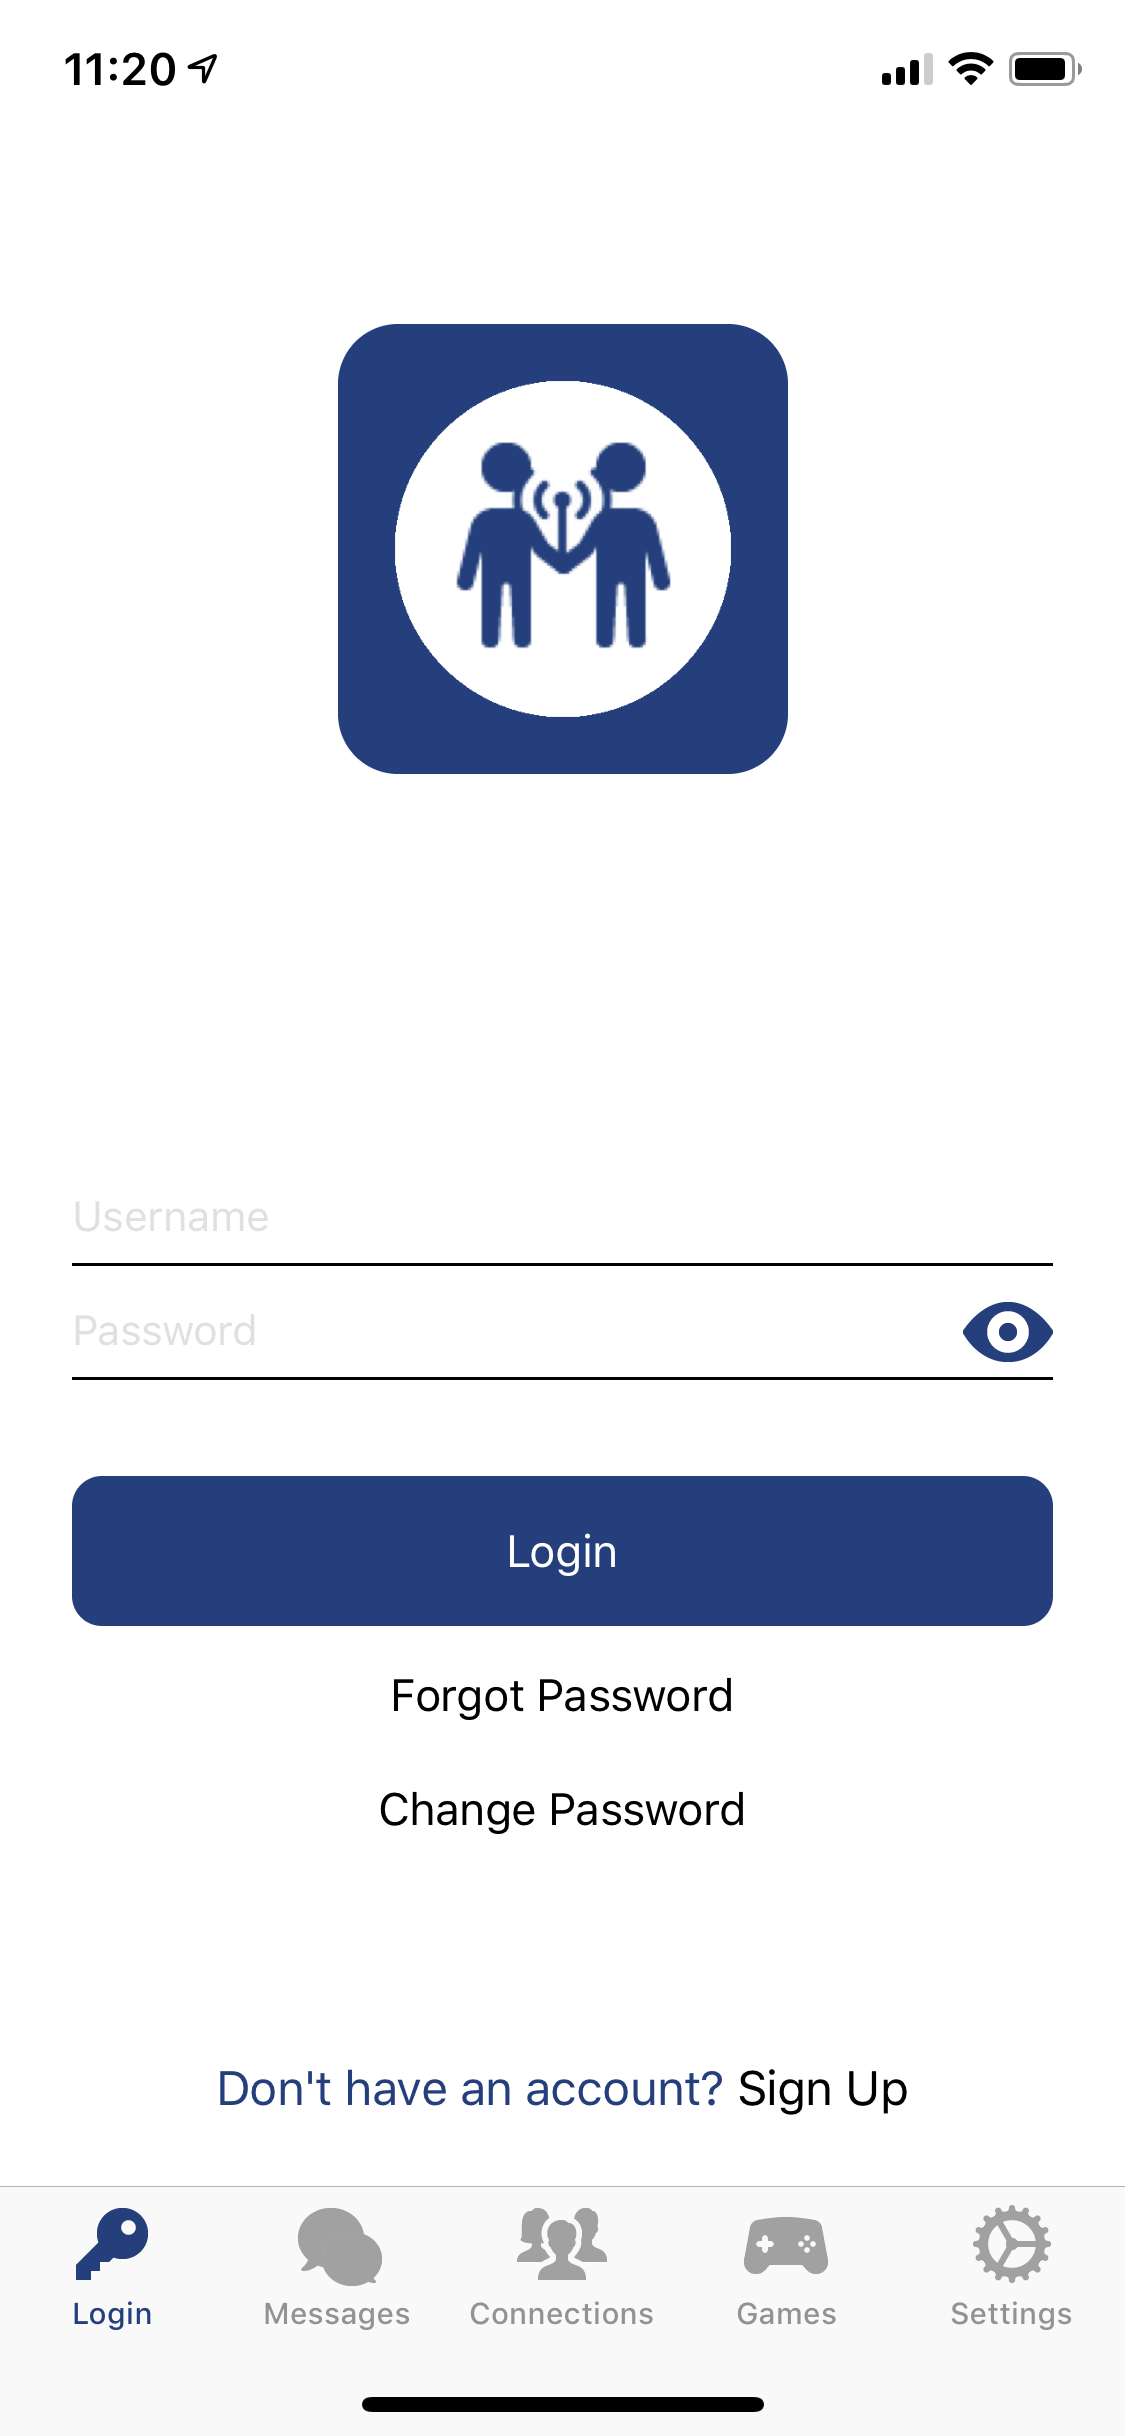 11:20
Username
Password
Login
Forgot Password
Change Password
Don't have an account? Sign Up
Login Messages Connections Games Settings